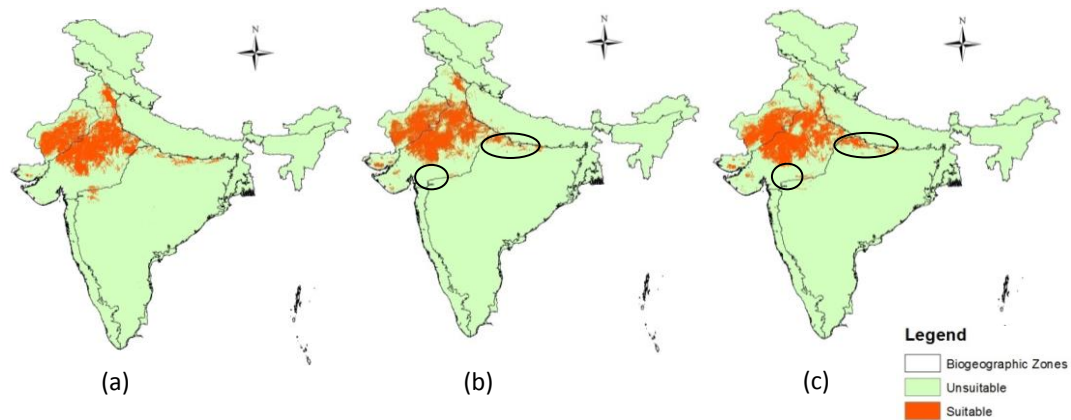 N
N
N
(a)
(b)
(c)
Legend
Biogeographic Zones
Unsuitable
Suitable